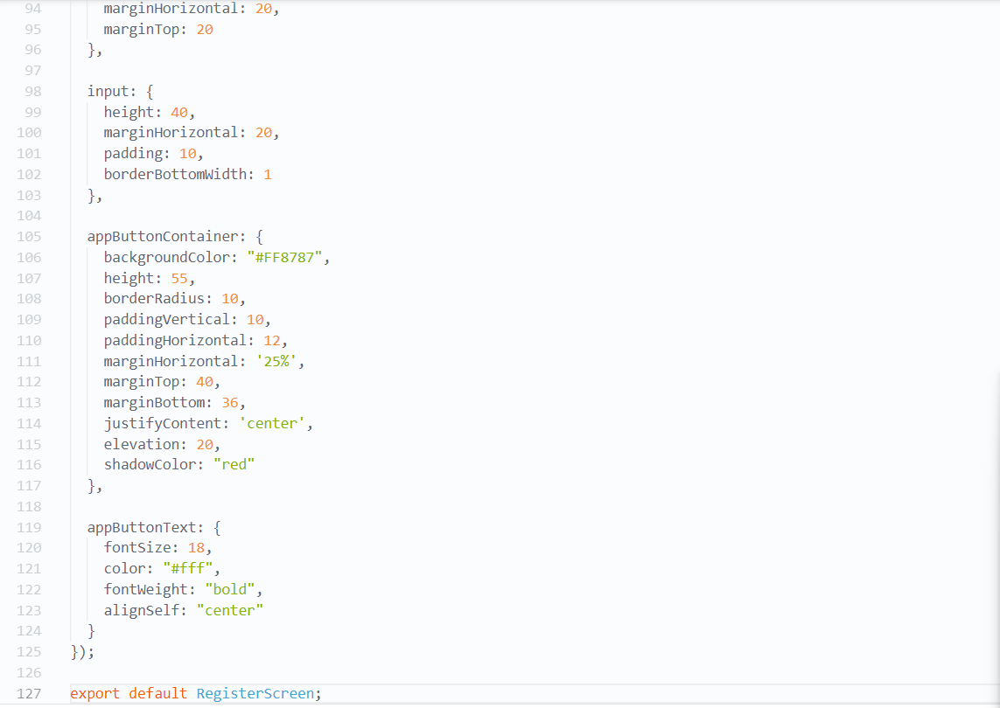 94 marginHorizontal: 20,
95 marginTop: 20
96 },
97
98 input: {
99 height: 40,
100 marginHorizontal: 20,
101 padding: 10,
102 borderBottomWidth: 1
103 },
104
105 appButtonContainer: {
106 backgroundColor: "#FF8787",
107 height: 55,
108 borderRadius: 10,
109 paddingVertical: 10,
110 paddingHorizontal: 12,
111 marginHorizontal: '25%',
112 marginTop: 40,
113 marginBottom: 36,
114 justifyContent: 'center',
115 elevation: 20,
116 shadowColor: "red"
117 },
118
119 appButtonText: {
120 fontSize: 18,
121 color: "#fff",
122 fontWeight: "bold",
123 alignSelf: "center"
124 }
125 });
126
127 export default RegisterScreen;